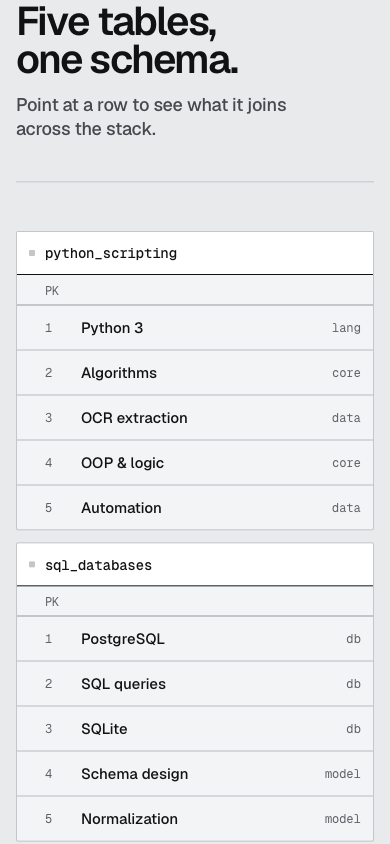 Five tables,
one schema.
Point at a row to see what it joins
across the stack.
python_scripting
PK
1 Python 3 lang
2 Algorithms core
3 OCR extraction data
4 OOP & logic core
5 Automation data
sql_databases
PK
1 PostgreSQL db
2 SQL queries db
3 SQLite db
4 Schema design model
5 Normalization model